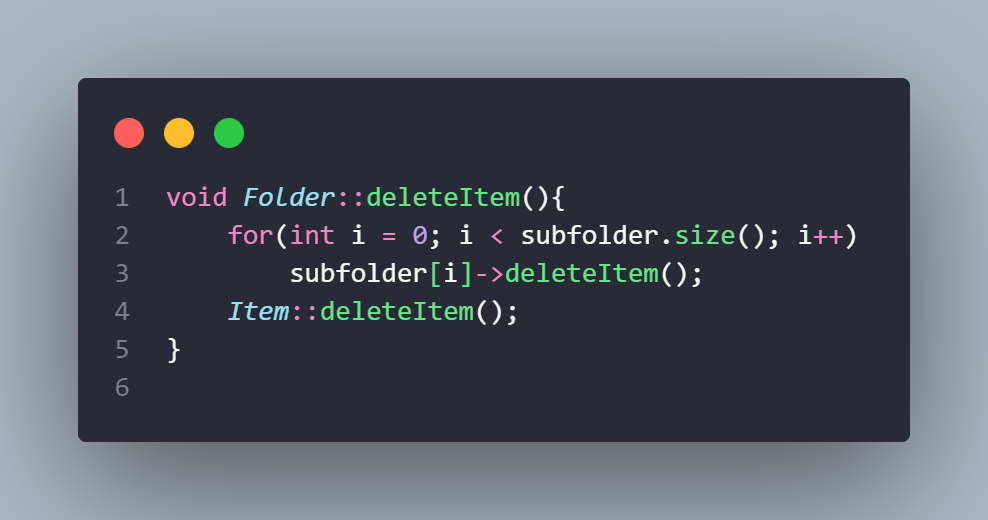 1 void Folder::deleteItem(){
2     for(int i = 0; i < subfolder.size(); i++)
3         subfolder[i]->deleteItem();
4     Item::deleteItem();
5 }
6